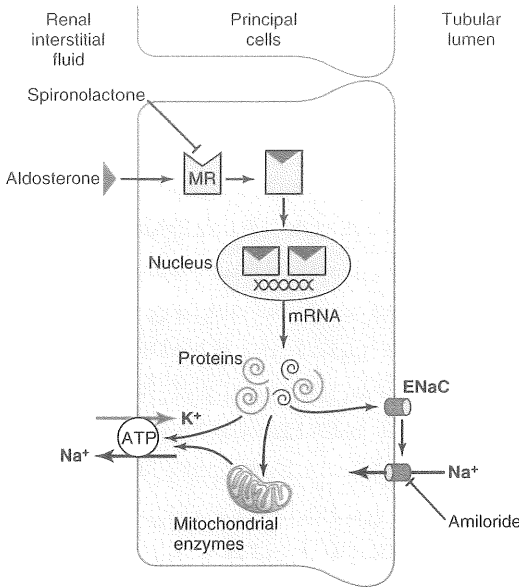 Renal
interstitial
fluid
Principal
cells
Tubular
lumen
Spironolactone
Aldosterone
MR
Nucleus
mRNA
Proteins
ENaC
K⁺
ATP
Na⁺
Na⁺
Mitochondrial
enzymes
Amiloride